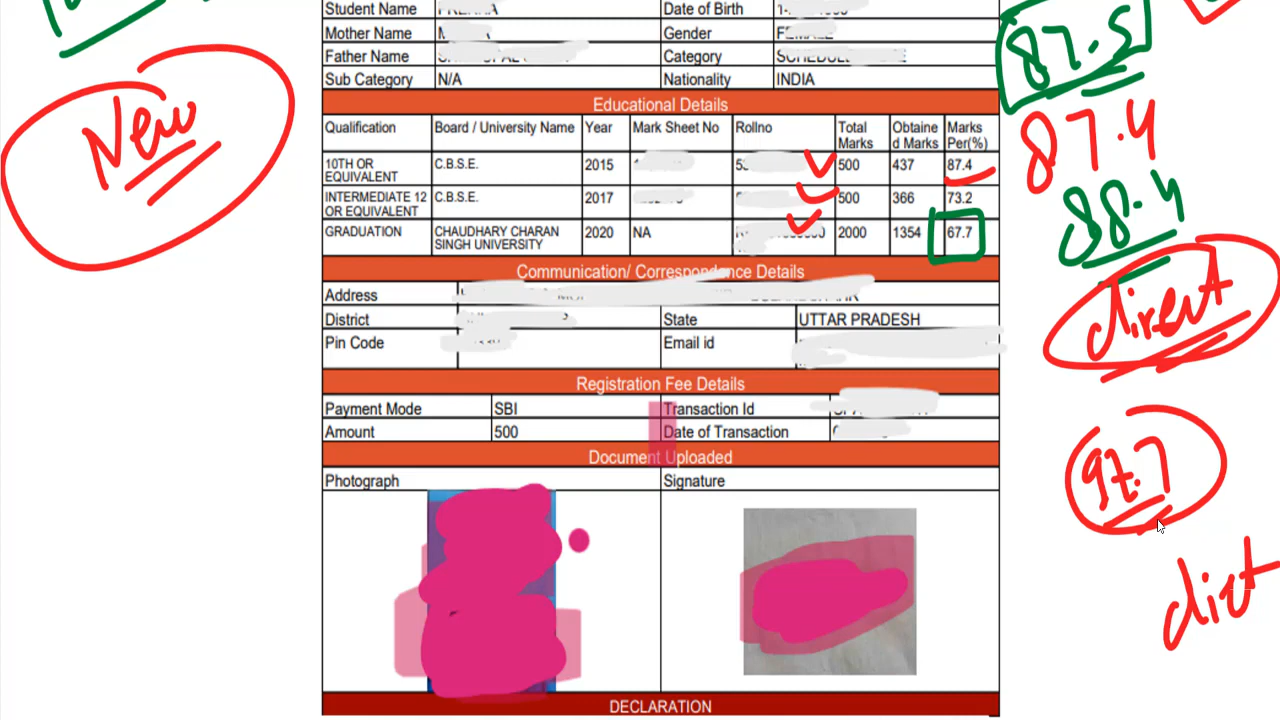 Student Name
Date of Birth
Mother Name
Gender
Father Name
Category
Sub Category N/A Nationality INDIA
Educational Details
Qualification Board / University Name Year Mark Sheet No Rollno Total Marks Obtaine d Marks Marks Per(%)
10TH OR EQUIVALENT C.B.S.E. 2015 500 437 87.4
INTERMEDIATE 12 OR EQUIVALENT C.B.S.E. 2017 500 366 73.2
GRADUATION CHAUDHARY CHARAN SINGH UNIVERSITY 2020 NA 2000 1354 67.7
Communication/ Correspondence Details
Address
District State UTTAR PRADESH
Pin Code Email id
Registration Fee Details
Payment Mode SBI Transaction Id
Amount 500 Date of Transaction
Document Uploaded
Photograph Signature
DECLARATION
New
87.5
87.4
88.4
direct
97.7